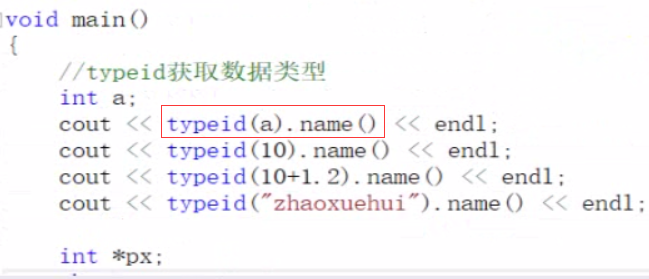 void main()
{
//typeid获取数据类型
int a;
cout << typeid(a).name() << endl;
cout << typeid(10).name() << endl;
cout << typeid(10+1.2).name() << endl;
cout << typeid("zhaoxuehui").name() << endl;
int *px;